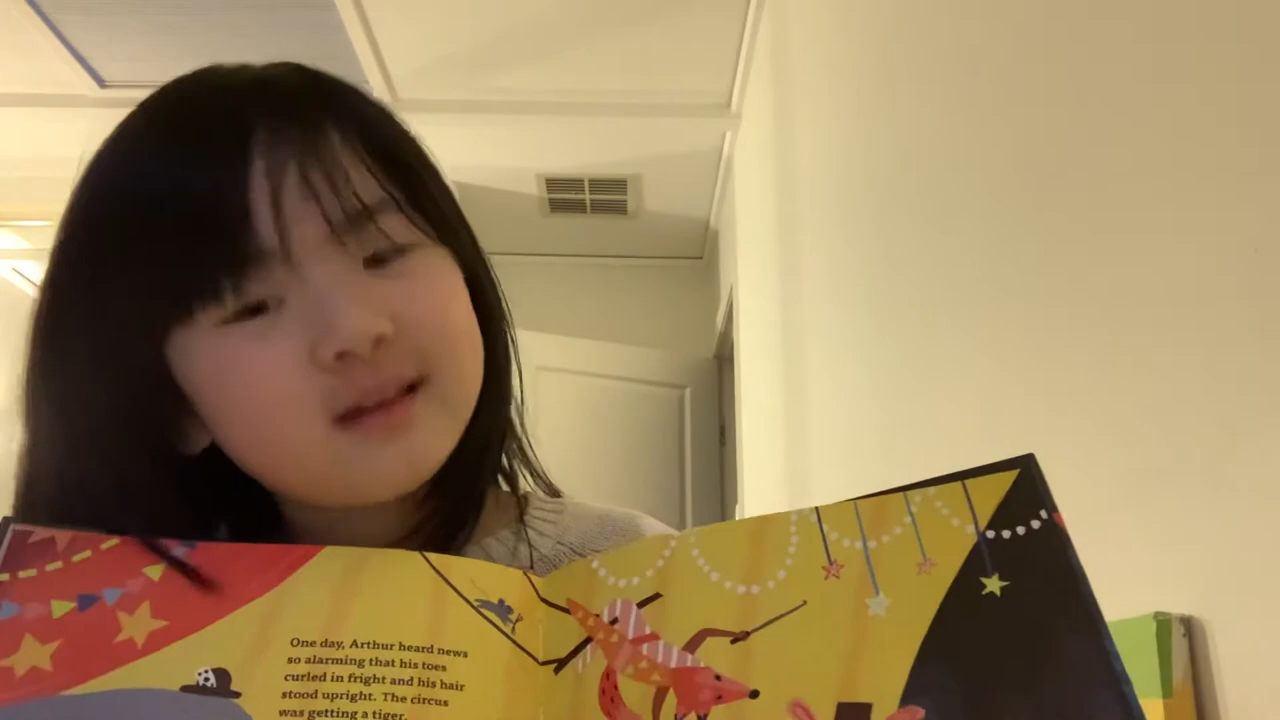 One day, Arthur heard news
so alarming that his toes
curled in fright and his hair
stood upright. The circus
was getting a tiger.